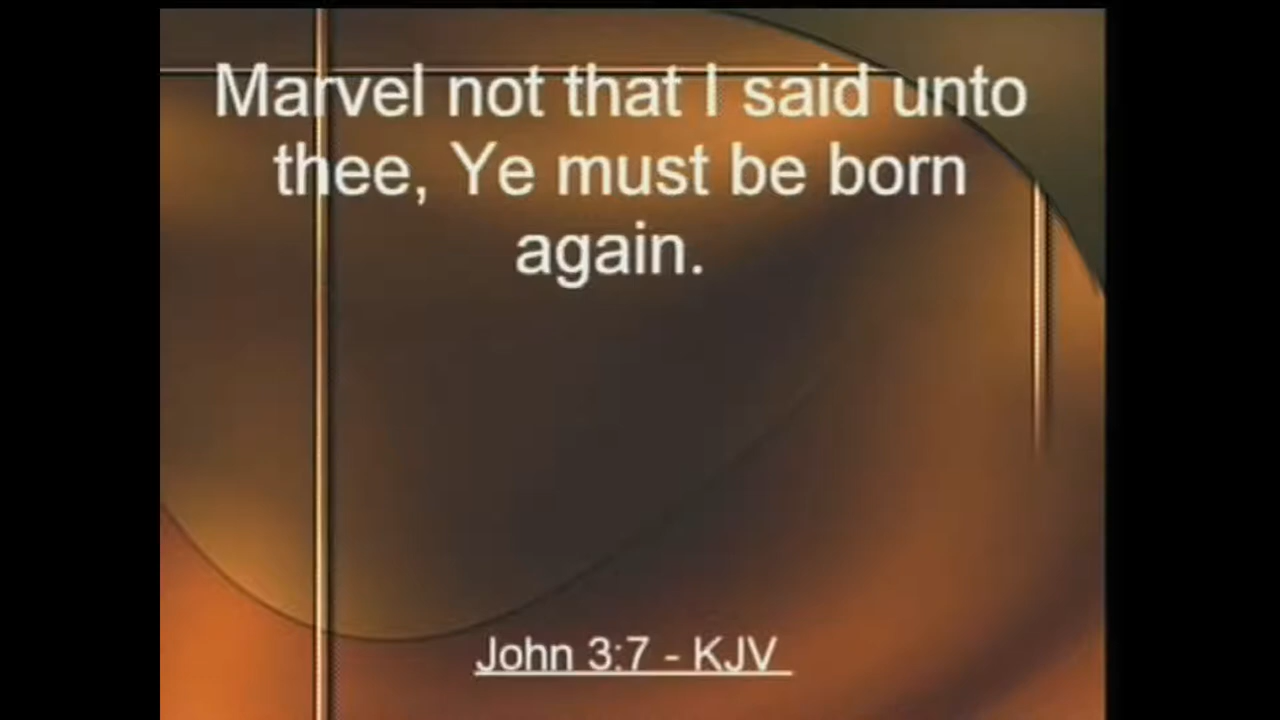 Marvel not that I said unto
thee, Ye must be born
again.
John 3:7 - KJV